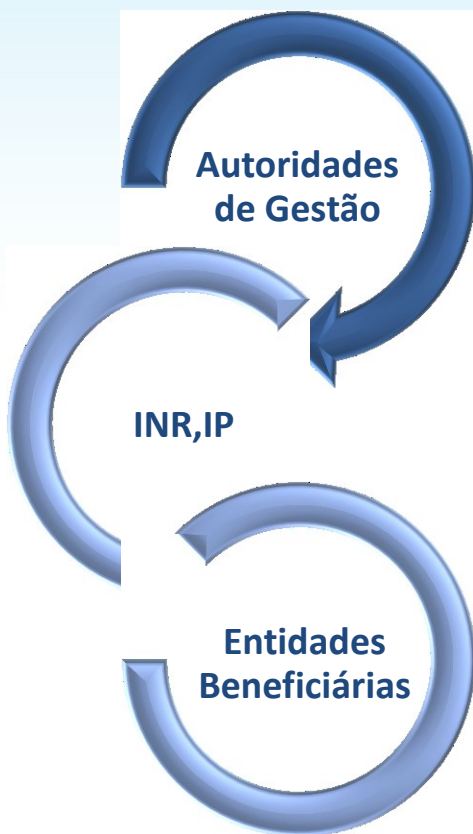 Autoridades
de Gestão
INR,IP
Entidades
Beneficiárias